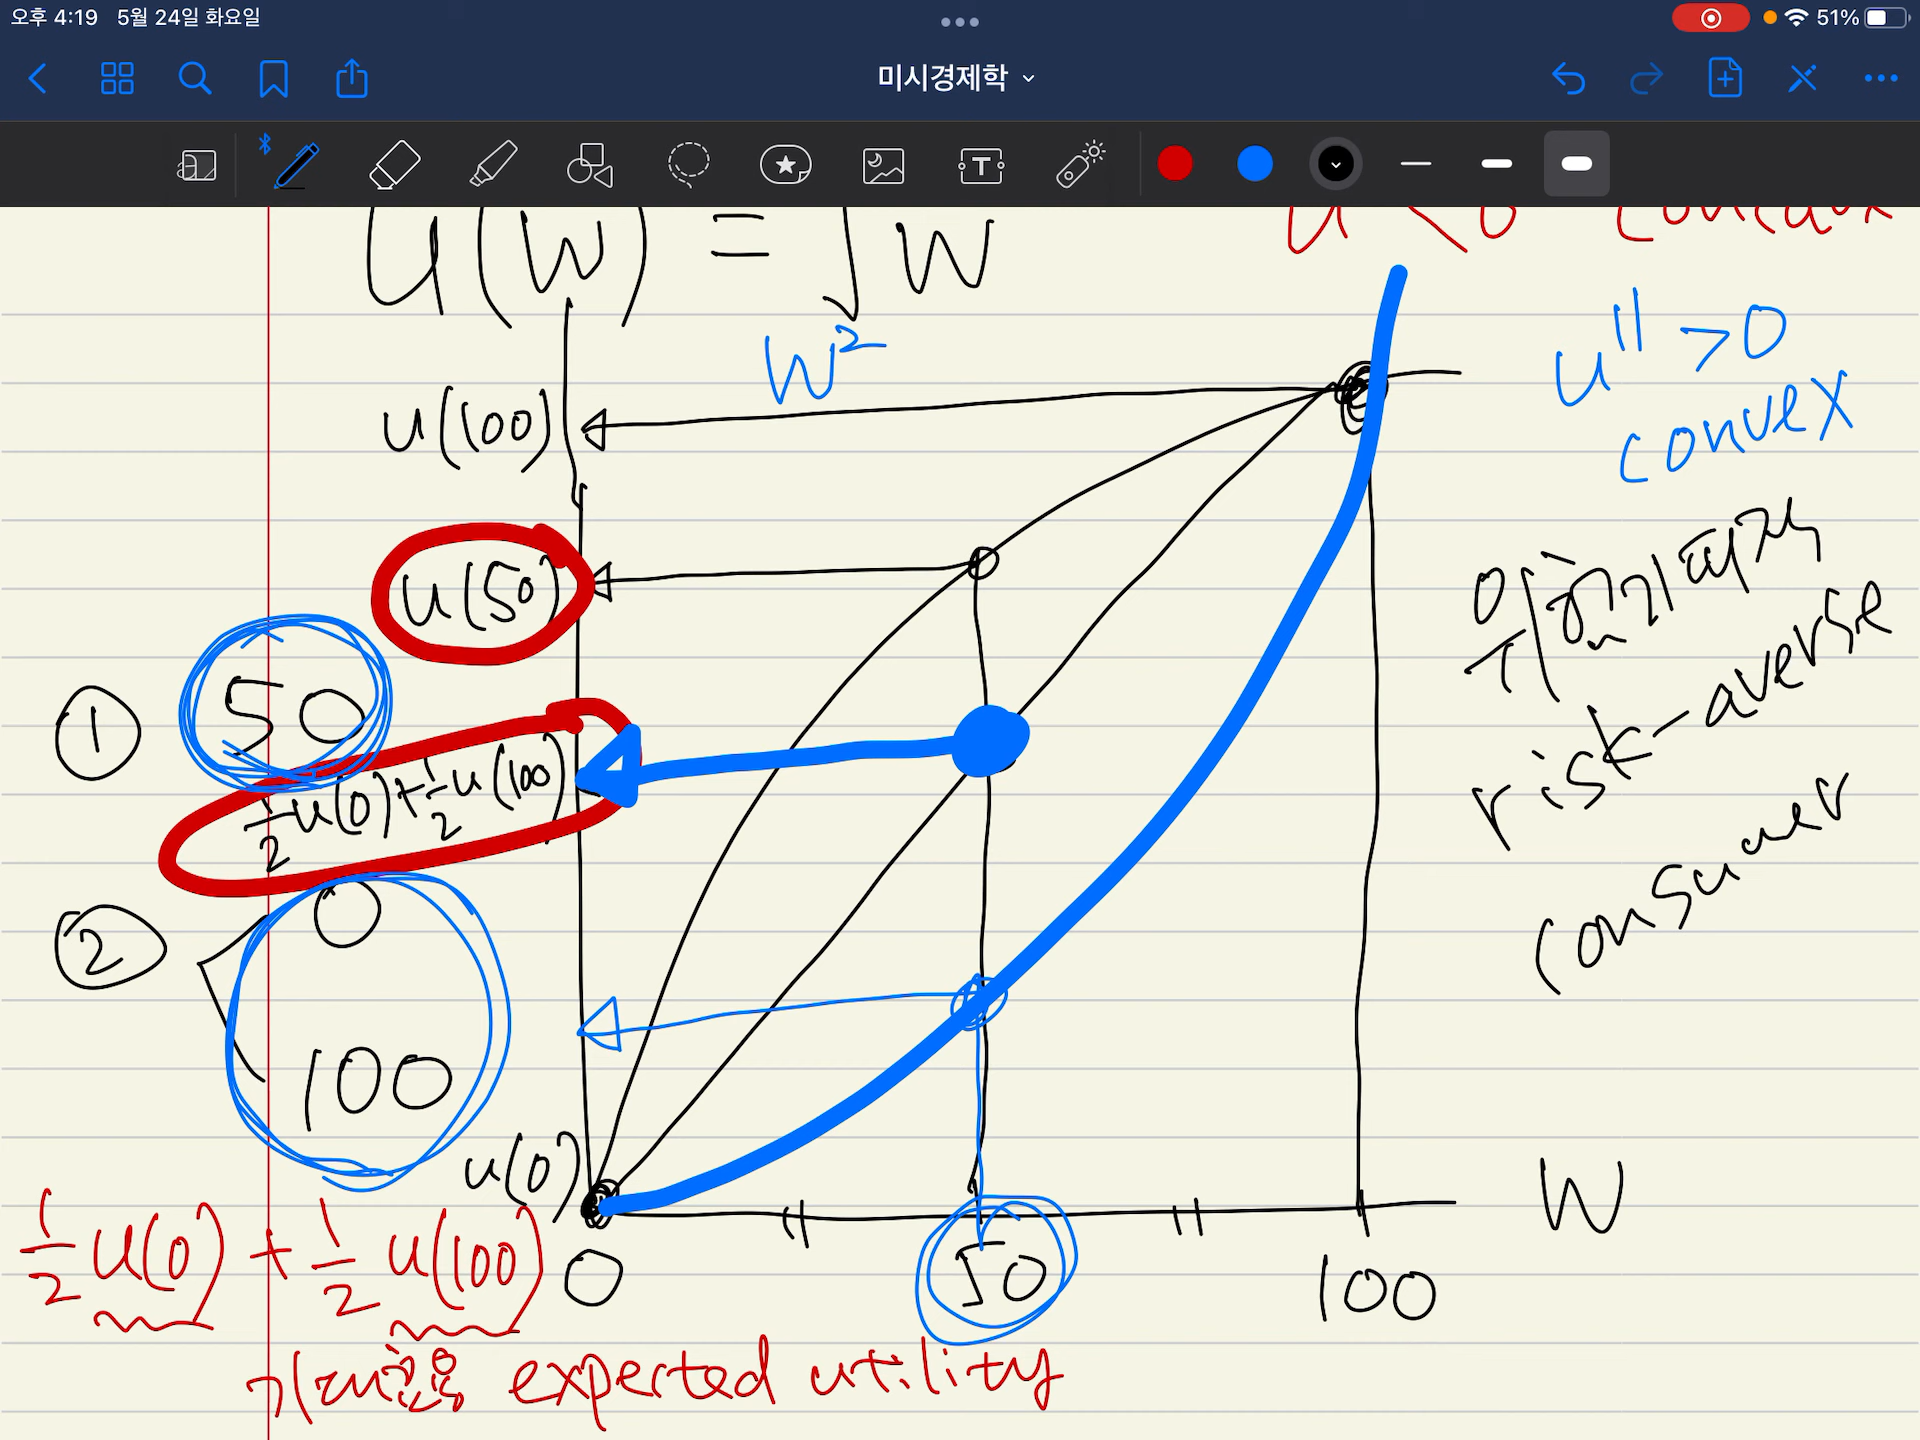 오후 4:19 5월 24일 화요일
51%
미시경제학
T
u(w) = √w
u'' < 0 concave
w²
u'' > 0
convex
u(100)
u(50)
위험기피적
risk-averse
consumer
① 50
½u(0)+½u(100)
② 0
100
u(0)
0
50
100
W
½ u(0) + ½ u(100)
기대효용 expected utility